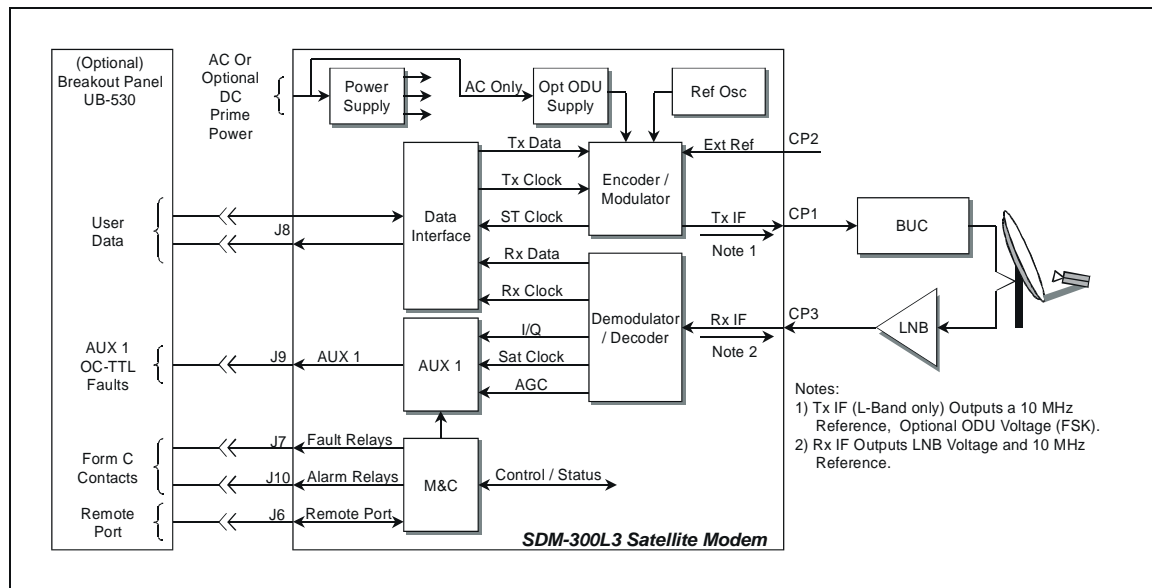 (Optional)
Breakout Panel
UB-530
AC Or
Optional
DC
Prime
Power
Power
Supply
AC Only
Opt ODU
Supply
Ref Osc
Tx Data
Ext Ref
CP2
Tx Clock
Encoder /
Modulator
User
Data
J8
Data
Interface
ST Clock
Tx IF
CP1
BUC
Note 1
Rx Data
Rx Clock
Demodulator
/ Decoder
Rx IF
CP3
LNB
Note 2
AUX 1
OC-TTL
Faults
J9
AUX 1
AUX 1
I/Q
Sat Clock
AGC
Notes:
1) Tx IF (L-Band only) Outputs a 10 MHz
Reference, Optional ODU Voltage (FSK).
2) Rx IF Outputs LNB Voltage and 10 MHz
Reference.
Form C
Contacts
J7
Fault Relays
J10
Alarm Relays
M&C
Control / Status
Remote
Port
J6
Remote Port
SDM-300L3 Satellite Modem